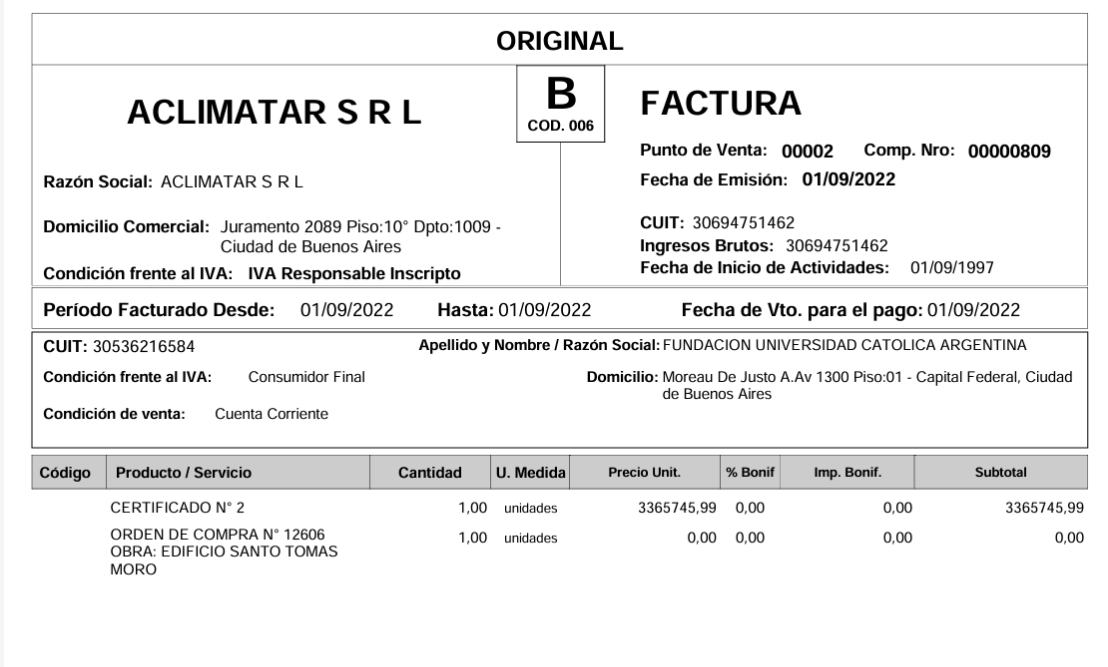 ORIGINAL
ACLIMATAR S R L
B
COD. 006
FACTURA
Punto de Venta: 00002 Comp. Nro: 00000809
Fecha de Emisión: 01/09/2022
Razón Social: ACLIMATAR S R L
Domicilio Comercial: Juramento 2089 Piso:10° Dpto:1009 -
Ciudad de Buenos Aires
Condición frente al IVA: IVA Responsable Inscripto
CUIT: 30694751462
Ingresos Brutos: 30694751462
Fecha de Inicio de Actividades: 01/09/1997
Período Facturado Desde: 01/09/2022 Hasta: 01/09/2022 Fecha de Vto. para el pago: 01/09/2022
CUIT: 30536216584 Apellido y Nombre / Razón Social: FUNDACION UNIVERSIDAD CATOLICA ARGENTINA
Condición frente al IVA: Consumidor Final Domicilio: Moreau De Justo A.Av 1300 Piso:01 - Capital Federal, Ciudad
de Buenos Aires
Condición de venta: Cuenta Corriente
Código Producto / Servicio Cantidad U. Medida Precio Unit. % Bonif Imp. Bonif. Subtotal
CERTIFICADO N° 2 1,00 unidades 3365745,99 0,00 0,00 3365745,99
ORDEN DE COMPRA N° 12606 1,00 unidades 0,00 0,00 0,00 0,00
OBRA: EDIFICIO SANTO TOMAS
MORO